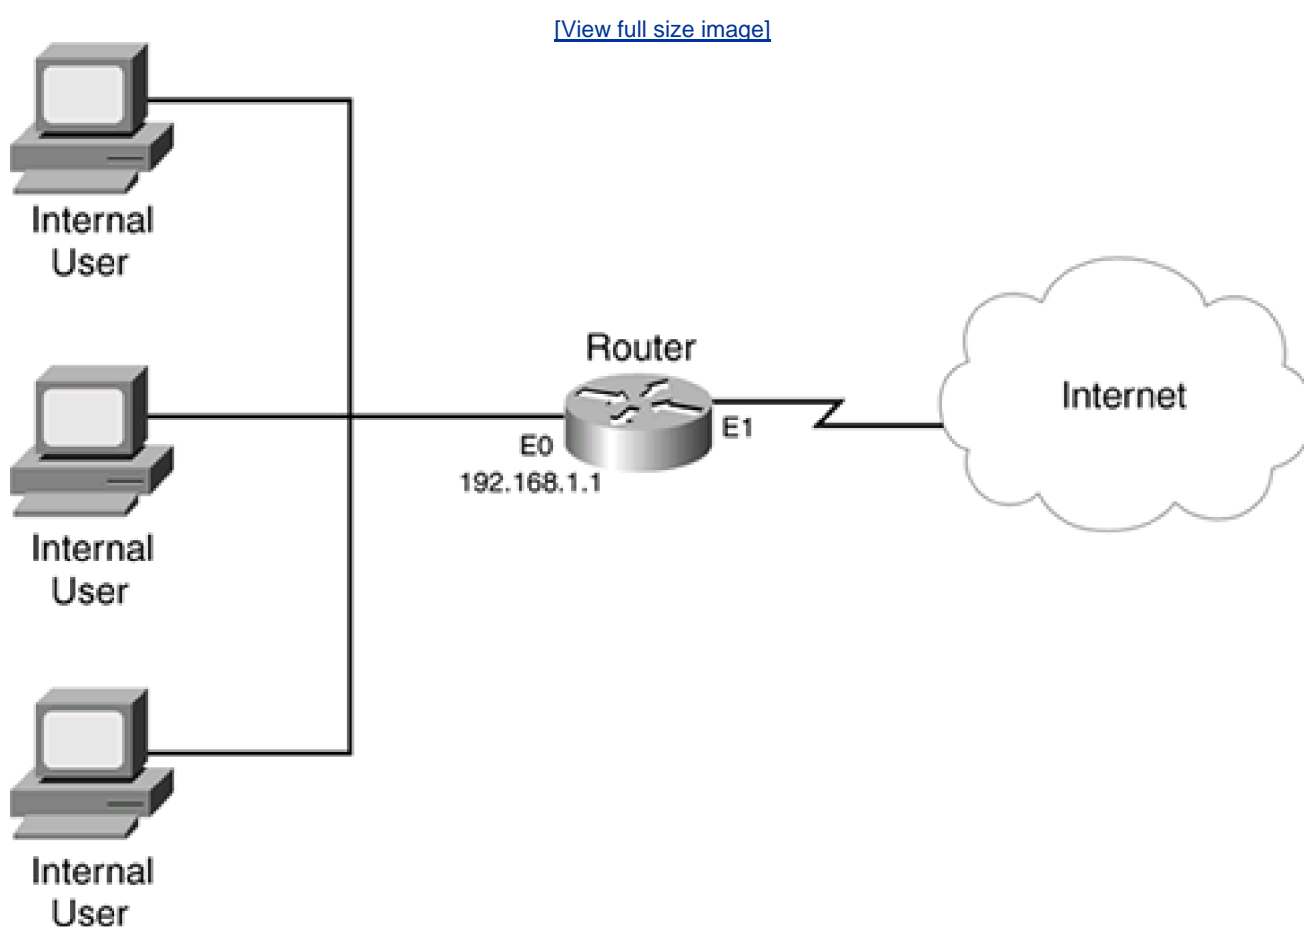 [View full size image]
Internal
User
Router
Internet
E0
E1
192.168.1.1
Internal
User
Internal
User